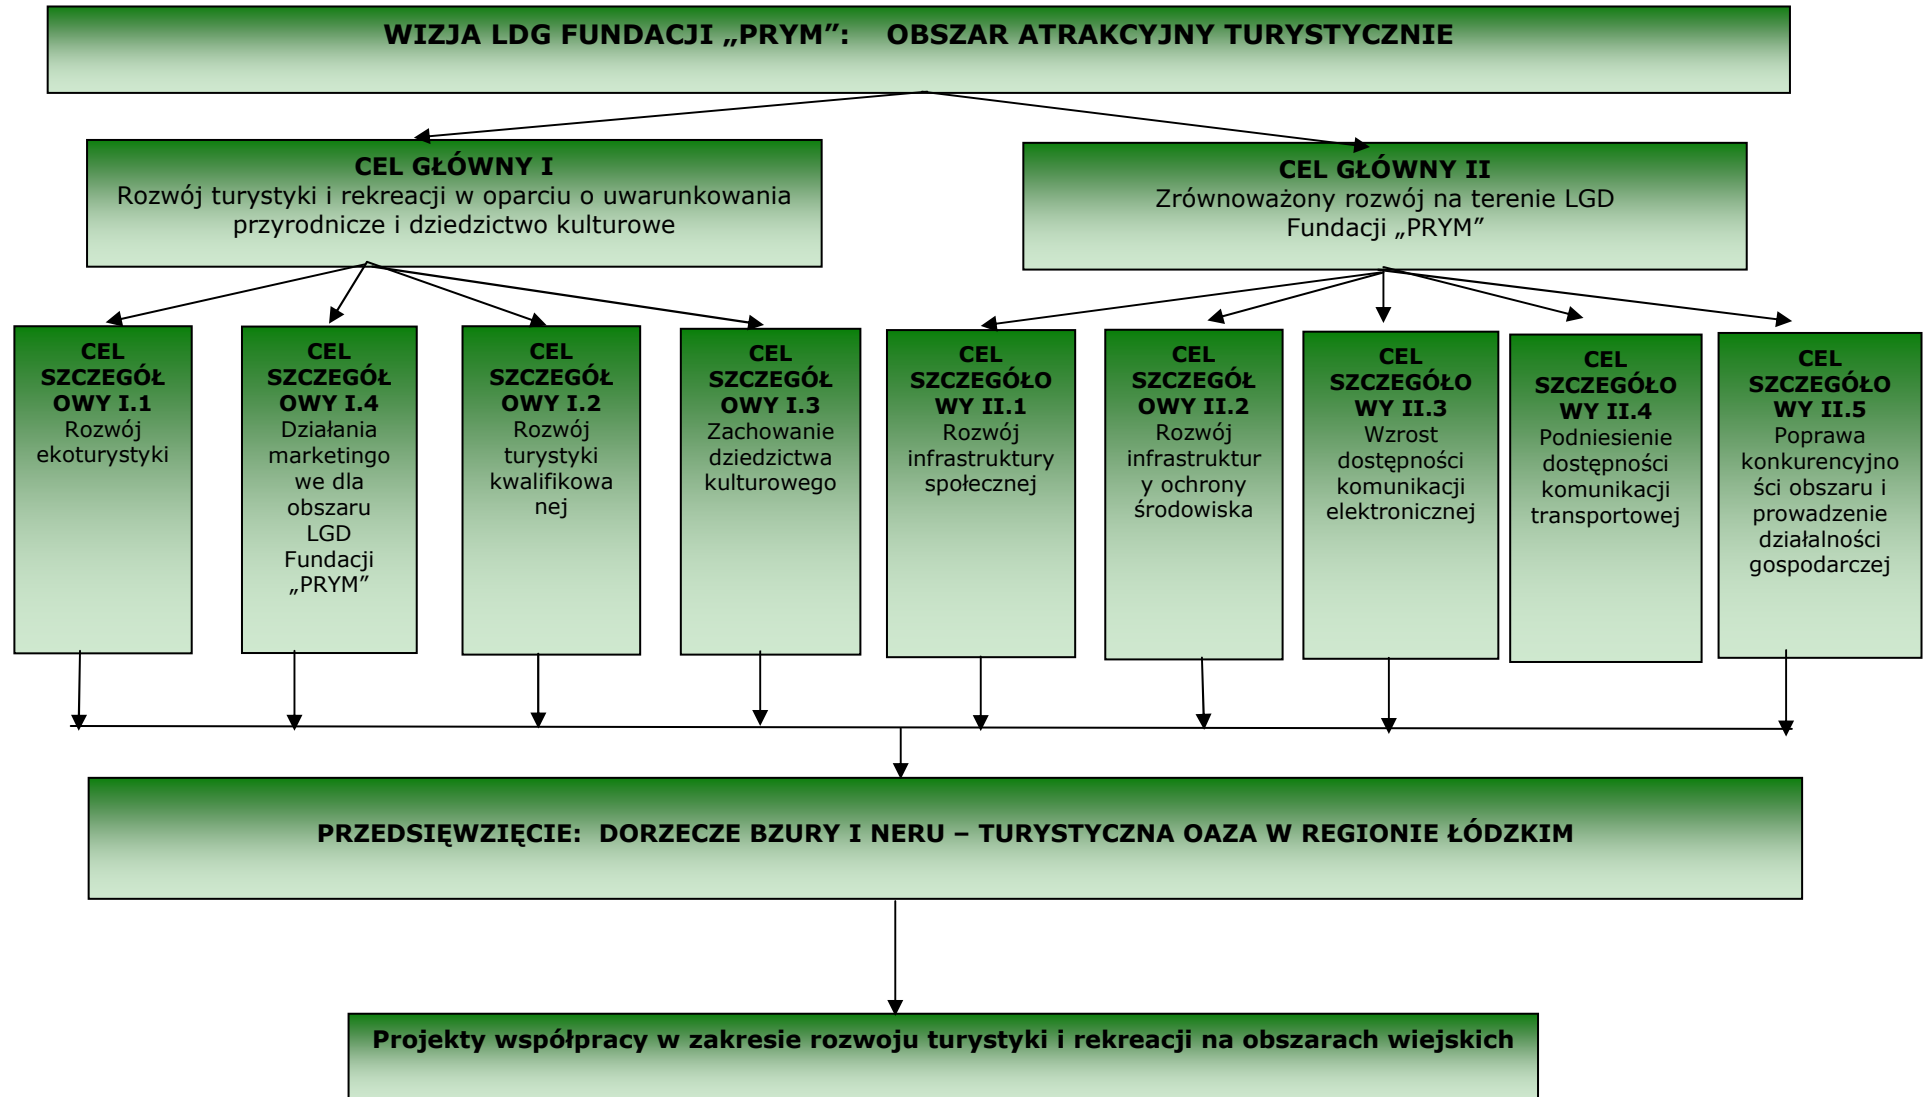 WIZJA LDG FUNDACJI „PRYM”: OBSZAR ATRAKCYJNY TURYSTYCZNIE
CEL GŁÓWNY I
Rozwój turystyki i rekreacji w oparciu o uwarunkowania
przyrodnicze i dziedzictwo kulturowe
CEL GŁÓWNY II
Zrównoważony rozwój na terenie LGD
Fundacji „PRYM”
CEL
SZCZEGÓŁ
OWY I.1
Rozwój
ekoturystyki
CEL
SZCZEGÓŁ
OWY I.4
Działania
marketingo
we dla
obszaru
LGD
Fundacji
„PRYM”
CEL
SZCZEGÓŁ
OWY I.2
Rozwój
turystyki
kwalifikowa
nej
CEL
SZCZEGÓŁ
OWY I.3
Zachowanie
dziedzictwa
kulturowego
CEL
SZCZEGÓŁO
WY II.1
Rozwój
infrastruktury
społecznej
CEL
SZCZEGÓŁ
OWY II.2
Rozwój
infrastruktur
y ochrony
środowiska
CEL
SZCZEGÓŁO
WY II.3
Wzrost
dostępności
komunikacji
elektronicznej
CEL
SZCZEGÓŁO
WY II.4
Podniesienie
dostępności
komunikacji
transportowej
CEL
SZCZEGÓŁO
WY II.5
Poprawa
konkurencyjno
ści obszaru i
prowadzenie
działalności
gospodarczej
PRZEDSIĘWZIĘCIE: DORZECZE BZURY I NERU – TURYSTYCZNA OAZA W REGIONIE ŁÓDZKIM
Projekty współpracy w zakresie rozwoju turystyki i rekreacji na obszarach wiejskich